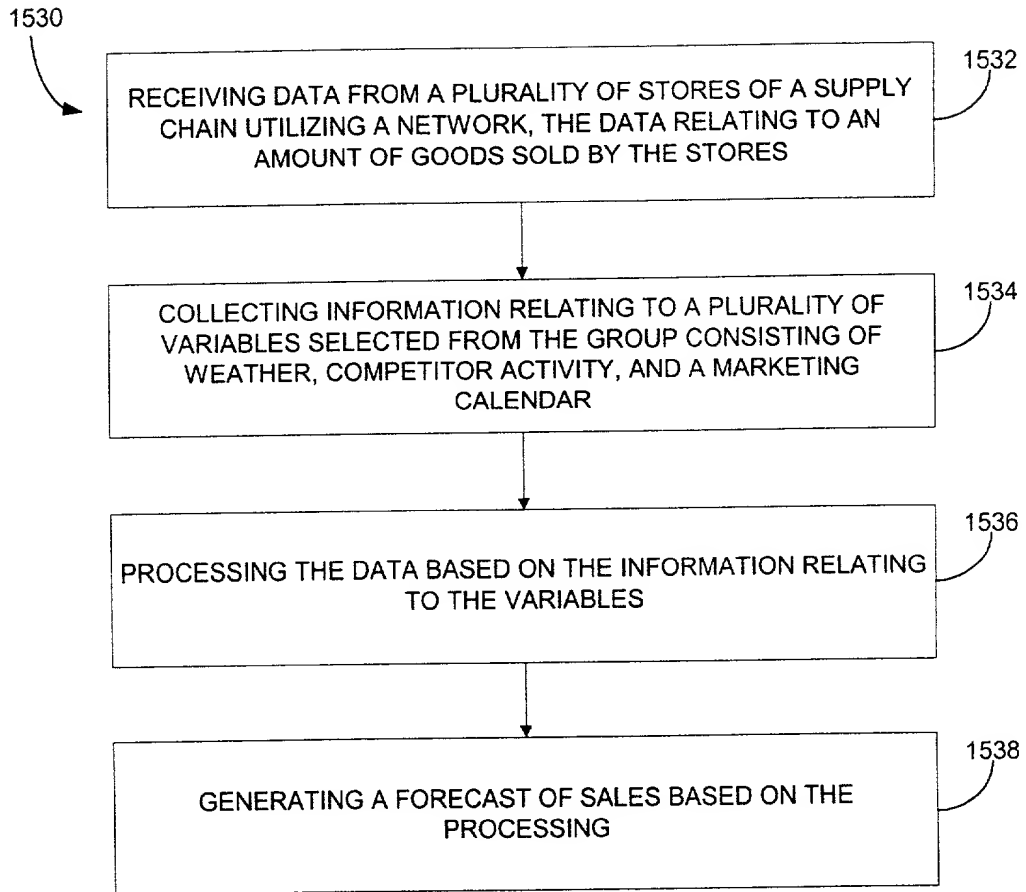 1530
1532
RECEIVING DATA FROM A PLURALITY OF STORES OF A SUPPLY
CHAIN UTILIZING A NETWORK, THE DATA RELATING TO AN
AMOUNT OF GOODS SOLD BY THE STORES
1534
COLLECTING INFORMATION RELATING TO A PLURALITY OF
VARIABLES SELECTED FROM THE GROUP CONSISTING OF
WEATHER, COMPETITOR ACTIVITY, AND A MARKETING
CALENDAR
1536
PROCESSING THE DATA BASED ON THE INFORMATION RELATING
TO THE VARIABLES
1538
GENERATING A FORECAST OF SALES BASED ON THE
PROCESSING